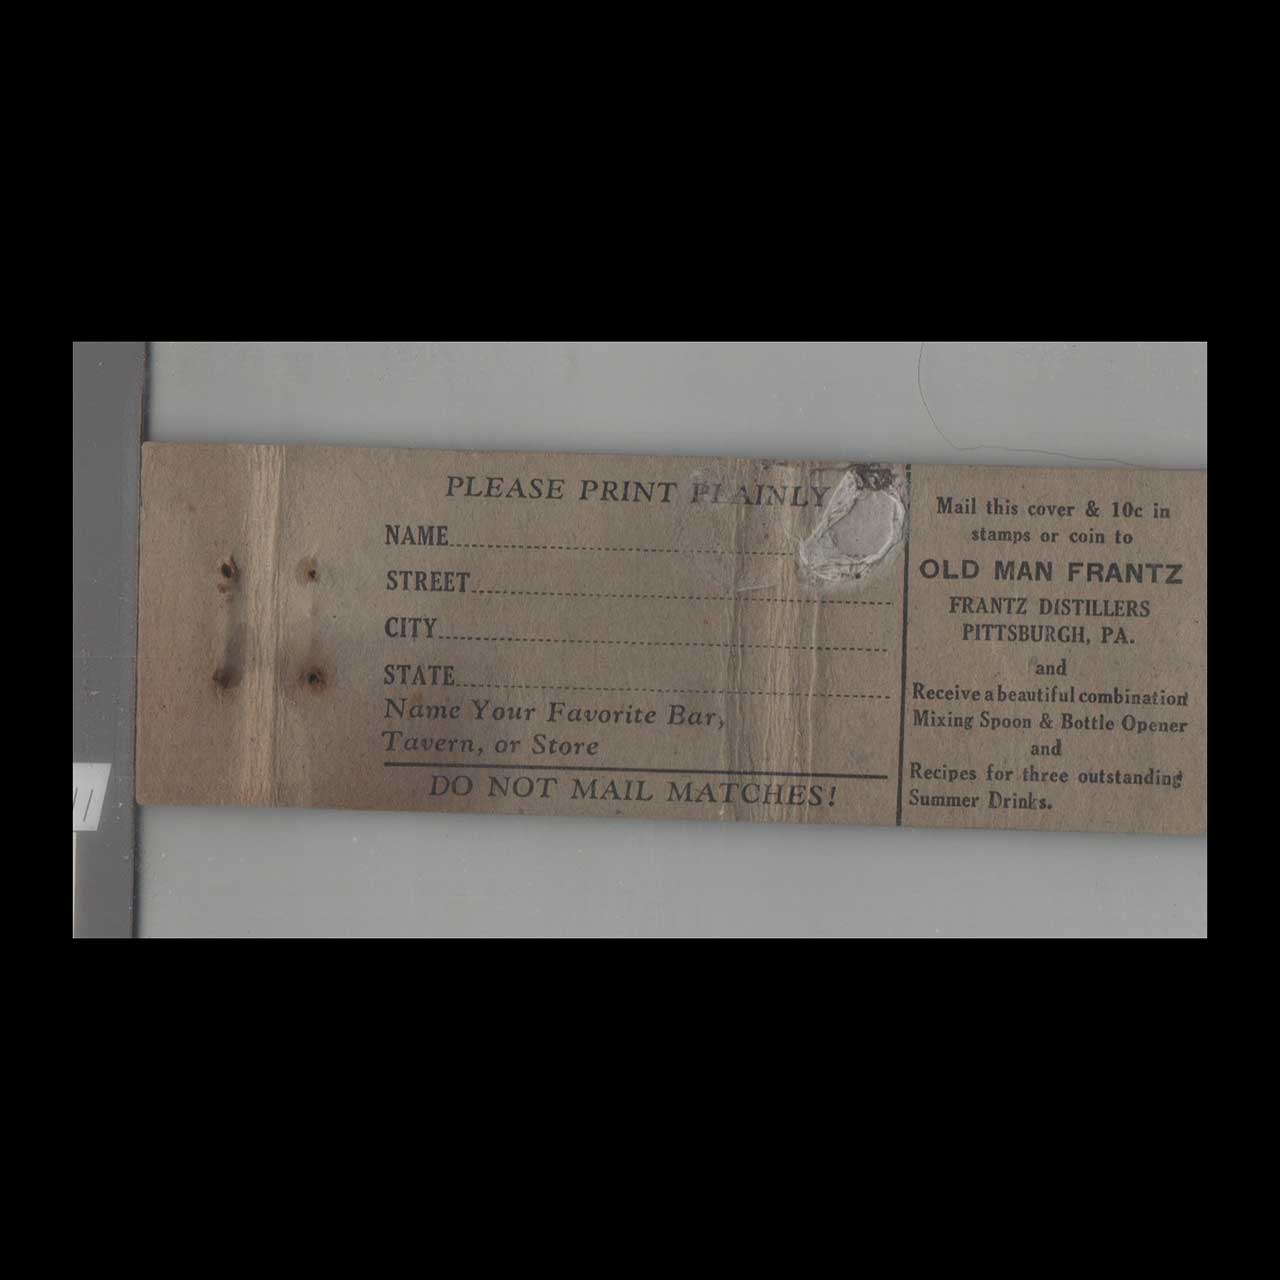 PLEASE PRINT PLAINLY
NAME
STREET
CITY
STATE
Name Your Favorite Bar,
Tavern, or Store
DO NOT MAIL MATCHES!
Mail this cover & 10c in
stamps or coin to
OLD MAN FRANTZ
FRANTZ DISTILLERS
PITTSBURGH, PA.
and
Receive a beautiful combination
Mixing Spoon & Bottle Opener
and
Recipes for three outstanding
Summer Drinks.